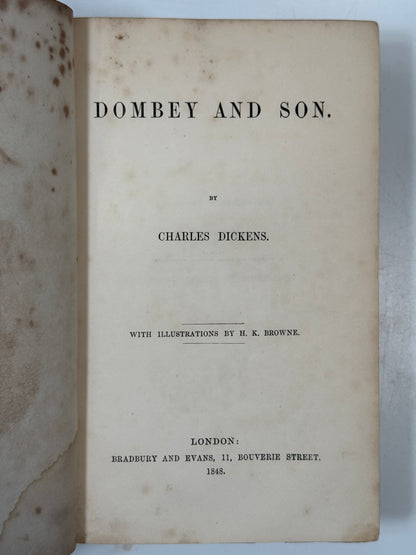 DOMBEY AND SON.
BY
CHARLES DICKENS.
WITH ILLUSTRATIONS BY H. K. BROWNE.
LONDON:
BRADBURY AND EVANS, 11, BOUVERIE STREET.
1848.